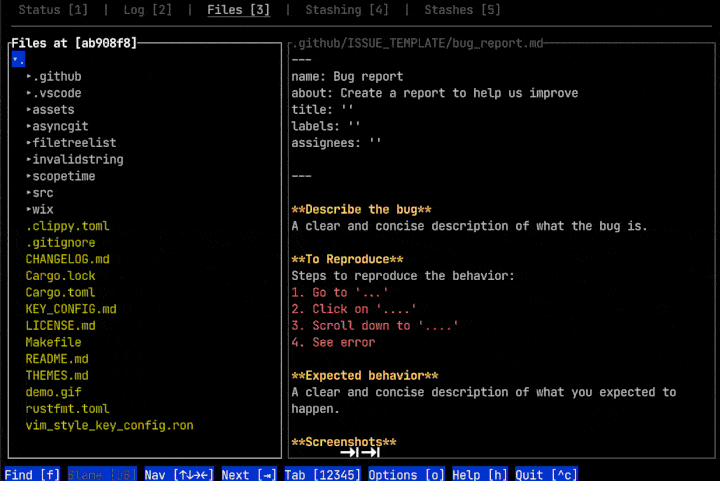 Status [1] | Log [2] | Files [3] | Stashing [4] | Stashes [5]
Files at [ab908f8]
▾.
▸.github
▸.vscode
▸assets
▸asyncgit
▸filetreelist
▸invalidstring
▸scopetime
▸src
▸wix
.clippy.toml
.gitignore
CHANGELOG.md
Cargo.lock
Cargo.toml
KEY_CONFIG.md
LICENSE.md
Makefile
README.md
THEMES.md
demo.gif
rustfmt.toml
vim_style_key_config.ron
.github/ISSUE_TEMPLATE/bug_report.md
---
name: Bug report
about: Create a report to help us improve
title: ''
labels: ''
assignees: ''
---
**Describe the bug**
A clear and concise description of what the bug is.
**To Reproduce**
Steps to reproduce the behavior:
1. Go to '...'
2. Click on '....'
3. Scroll down to '....'
4. See error
**Expected behavior**
A clear and concise description of what you expected to
happen.
**Screenshots**
⇥⇥
Find [f] Blame [⇧B] Nav [↑↓→←] Next [⇥] Tab [12345] Options [o] Help [h] Quit [^c]